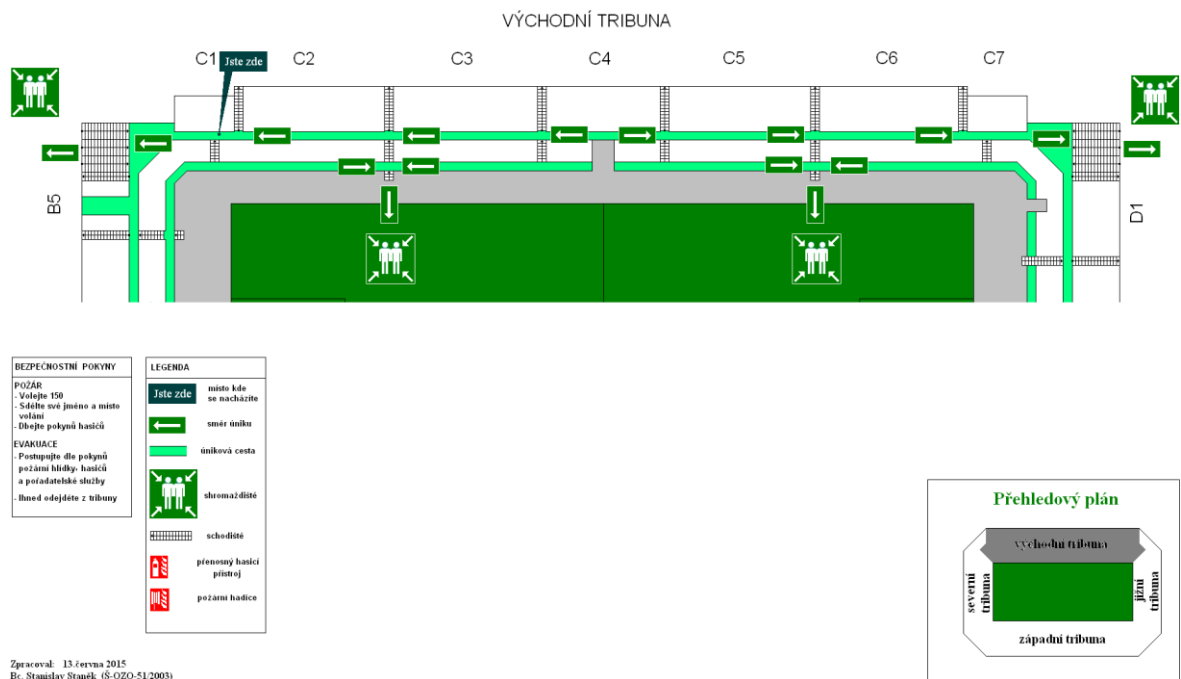 VÝCHODNÍ TRIBUNA
C1
Jste zde
C2
C3
C4
C5
C6
C7
B5
D1
BEZPEČNOSTNÍ POKYNY
POŽÁR
- Volejte 150
- Sdělte své jméno a místo
volání
- Dbejte pokynů hasičů
EVAKUACE
- Postupujte dle pokynů
požární hlídky, hasičů
a pořadatelské služby
- Ihned odejděte z tribuny
LEGENDA
Jste zde
místo kde
se nacházíte
směr úniku
úniková cesta
shromaždiště
schodiště
přenosný hasicí
přístroj
požární hadice
Přehledový plán
východní tribuna
severní
tribuna
jižní
tribuna
západní tribuna
Zpracoval: 13.června 2015
Bc. Stanislav Staněk (Š-OZO-51/2003)